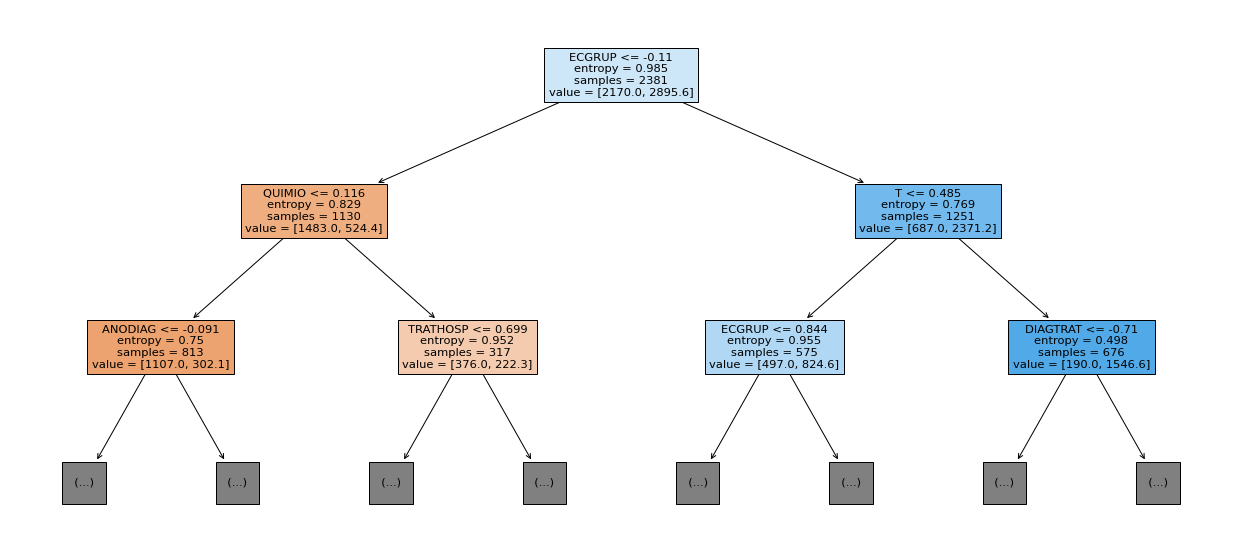 ECGRUP <= -0.11
entropy = 0.985
samples = 2381
value = [2170.0, 2895.6]
QUIMIO <= 0.116
entropy = 0.829
samples = 1130
value = [1483.0, 524.4]
T <= 0.485
entropy = 0.769
samples = 1251
value = [687.0, 2371.2]
ANODIAG <= -0.091
entropy = 0.75
samples = 813
value = [1107.0, 302.1]
TRATHOSP <= 0.699
entropy = 0.952
samples = 317
value = [376.0, 222.3]
ECGRUP <= 0.844
entropy = 0.955
samples = 575
value = [497.0, 824.6]
DIAGTRAT <= -0.71
entropy = 0.498
samples = 676
value = [190.0, 1546.6]
(...)
(...)
(...)
(...)
(...)
(...)
(...)
(...)